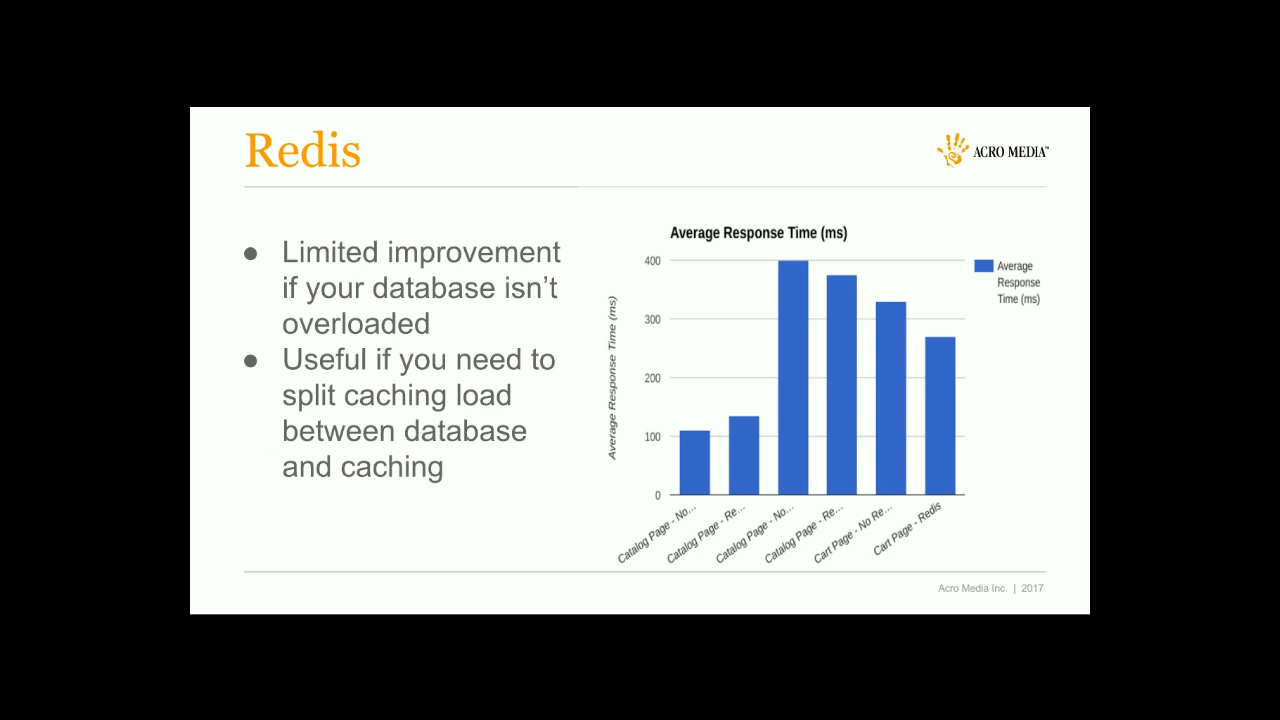 Redis
ACRO MEDIA™
● Limited improvement
if your database isn't
overloaded
● Useful if you need to
split caching load
between database
and caching
Average Response Time (ms)
Average Response Time (ms)
400
300
200
100
0
Catalog Page - No...
Catalog Page - Re...
Catalog Page - No...
Catalog Page - Re...
Cart Page - No Re...
Cart Page - Redis
Average
Response
Time (ms)
Acro Media Inc. | 2017